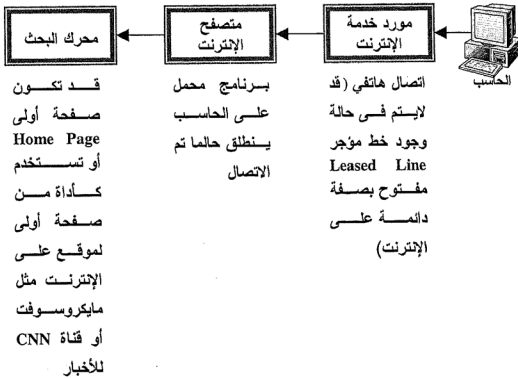 مورد خدمة
الإنترنت
متصفح
الإنترنت
محرك البحث
الحاسب
اتصال هاتفي (قد
لايتم فى حالة
وجود خط مؤجر
Leased Line
مفتوح بصفة
دائمة على
الإنترنت)
برنامج محمل
على الحاسب
ينطلق حالما تم
الاتصال
قد تكون
صفحة أولى
Home Page
أو تستخدم
كأداة من
صفحة أولى
لموقع على
الإنترنت مثل
مايكروسوفت
أو قناة CNN
للأخبار